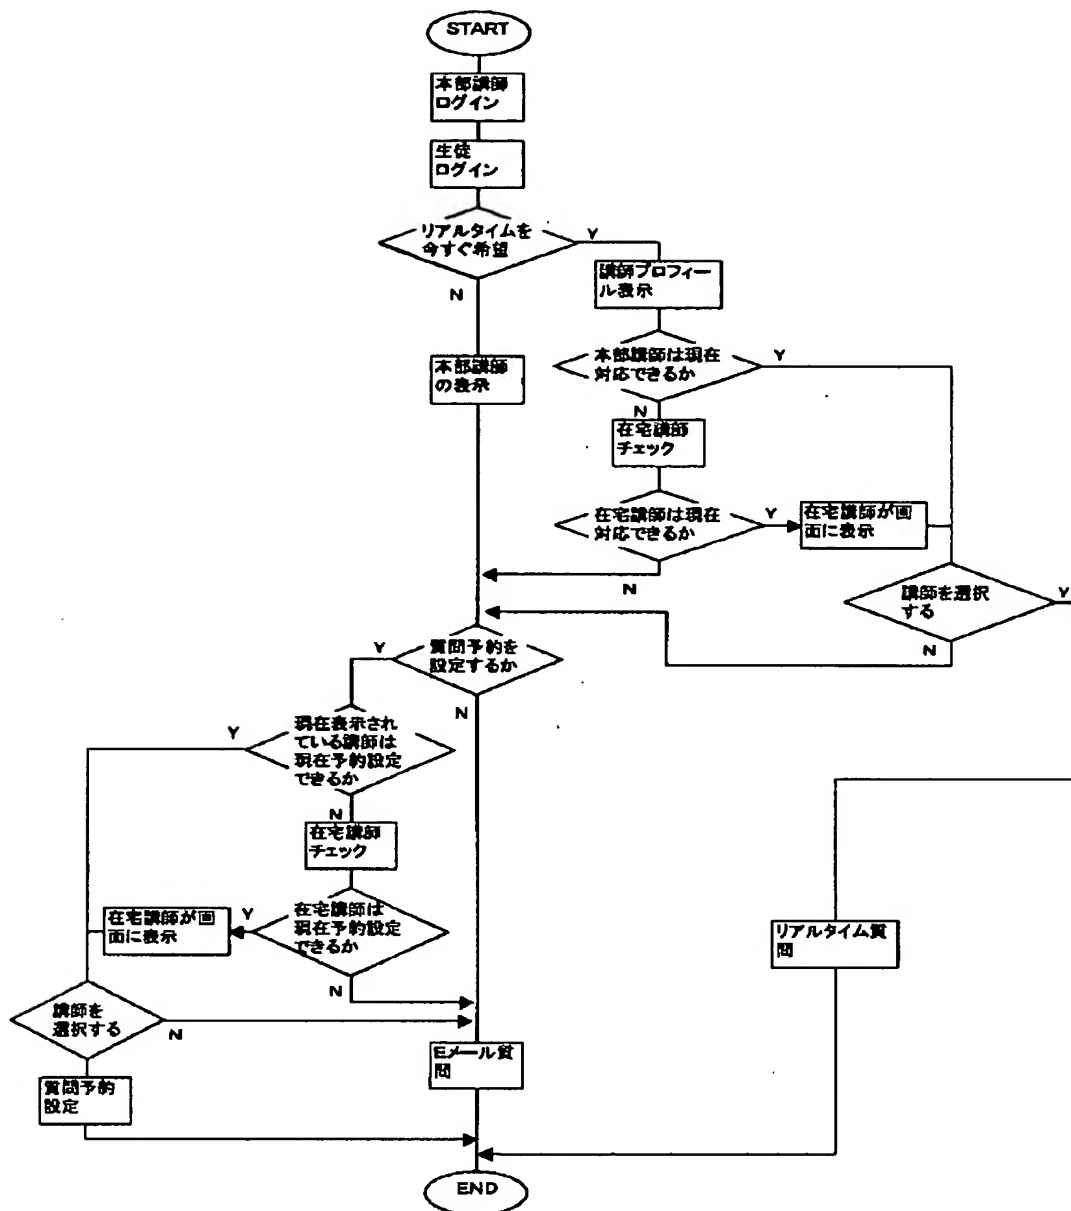 START
本部講師
ログイン
生徒
ログイン
リアルタイムを
今すぐ希望
Y
N
講師プロフィー
ル表示
本部講師
の表示
本部講師は現在
対応できるか
Y
N
在宅講師
チェック
在宅講師は現在
対応できるか
Y
在宅講師が画
面に表示
N
講師を選択
する
Y
N
質問予約を
設定するか
Y
N
現在表示され
ている講師は
現在予約設定
できるか
Y
N
在宅講師
チェック
在宅講師は
現在予約設定
できるか
Y
在宅講師が画
面に表示
N
リアルタイム質
問
講師を
選択する
N
Eメール質
問
質問予約
設定
END